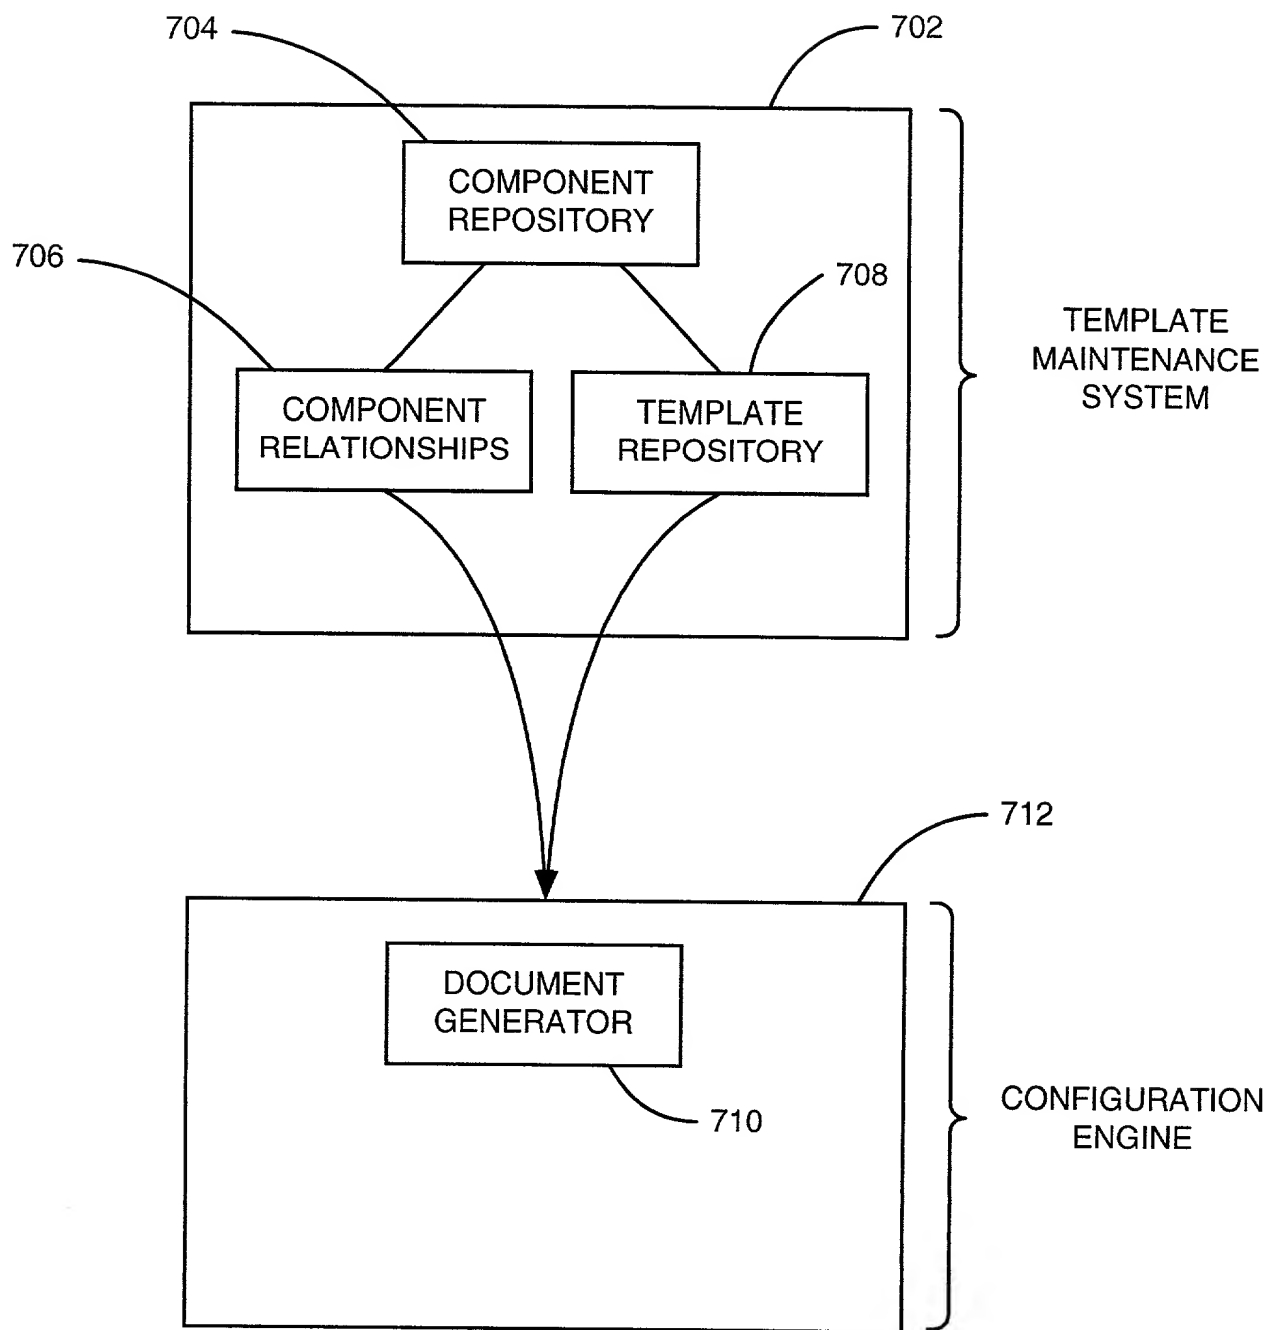 704
702
COMPONENT
REPOSITORY
706
708
TEMPLATE
MAINTENANCE
SYSTEM
COMPONENT
RELATIONSHIPS
TEMPLATE
REPOSITORY
712
DOCUMENT
GENERATOR
710
CONFIGURATION
ENGINE